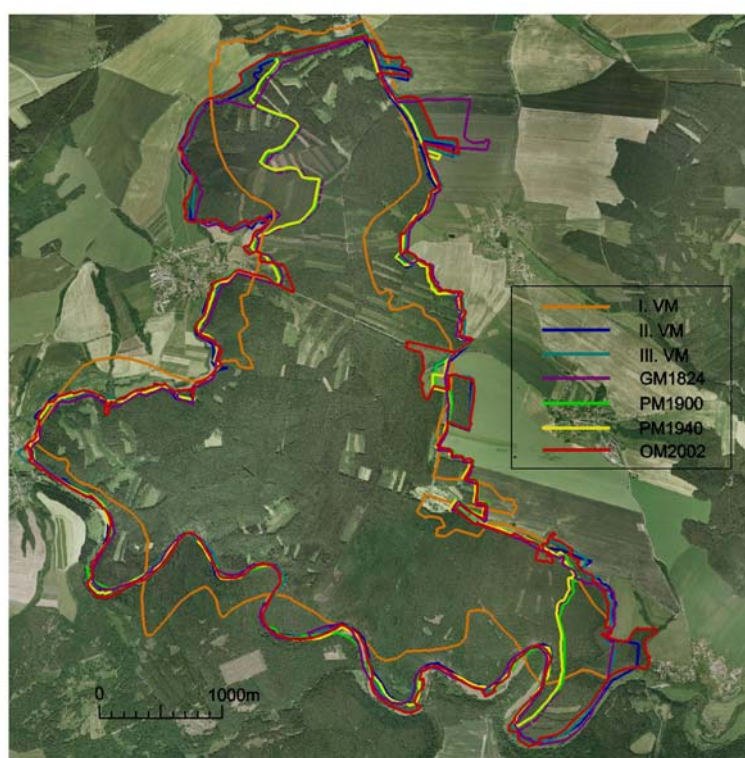 I. VM
II. VM
III. VM
GM1824
PM1900
PM1940
OM2002
0 1000m